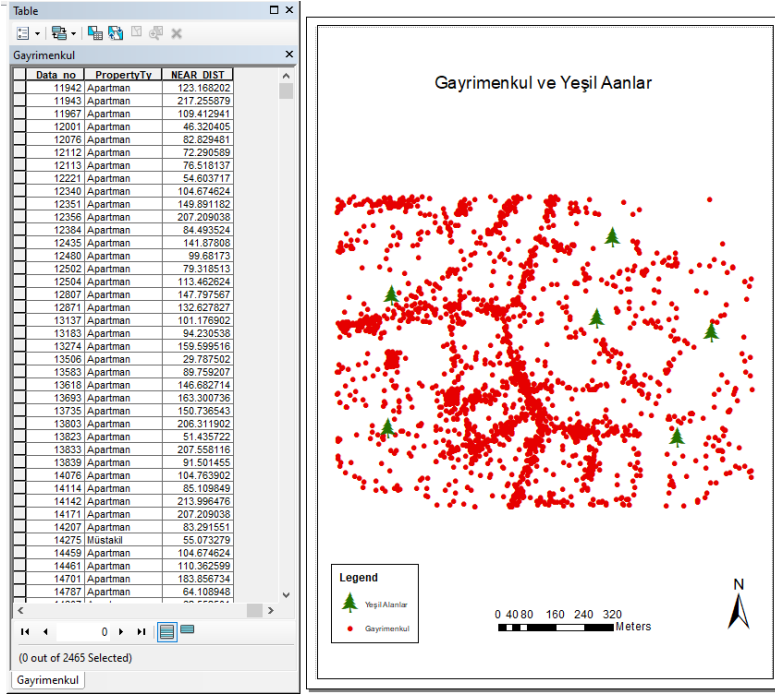 Table
Gayrimenkul
Data_no PropertyTy NEAR_DIST
11942 Apartman 123.168202
11943 Apartman 217.255879
11967 Apartman 109.412941
12001 Apartman 46.320405
12076 Apartman 82.829481
12112 Apartman 72.290589
12113 Apartman 76.518137
12221 Apartman 54.603717
12340 Apartman 104.674624
12351 Apartman 149.891182
12356 Apartman 207.209038
12384 Apartman 84.493524
12435 Apartman 141.87808
12480 Apartman 99.68173
12502 Apartman 79.318513
12504 Apartman 113.462624
12807 Apartman 147.797567
12871 Apartman 132.627827
13137 Apartman 101.176902
13183 Apartman 94.230538
13274 Apartman 159.599516
13506 Apartman 29.787502
13583 Apartman 89.759207
13618 Apartman 146.682714
13693 Apartman 163.300736
13735 Apartman 150.736543
13803 Apartman 206.311902
13823 Apartman 51.435722
13833 Apartman 207.558116
13839 Apartman 91.501455
14076 Apartman 104.763902
14114 Apartman 85.109849
14142 Apartman 213.996476
14171 Apartman 207.209038
14207 Apartman 83.291551
14275 Müstakil 55.073279
14459 Apartman 104.674624
14461 Apartman 110.362599
14701 Apartman 183.856734
14787 Apartman 64.108948
0
(0 out of 2465 Selected)
Gayrimenkul
Gayrimenkul ve Yeşil Aanlar
Legend
Yeşil Alanlar
Gayrimenkul
0 40 80 160 240 320
Meters
N